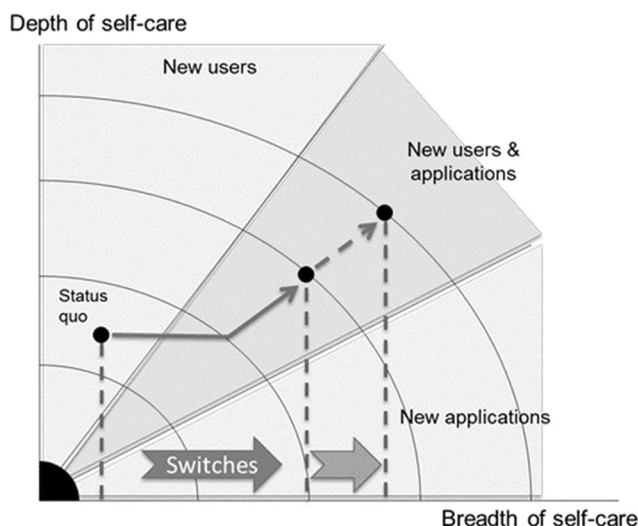 Depth of self-care
New users
New users &
applications
Status
quo
New applications
Switches
Breadth of self-care